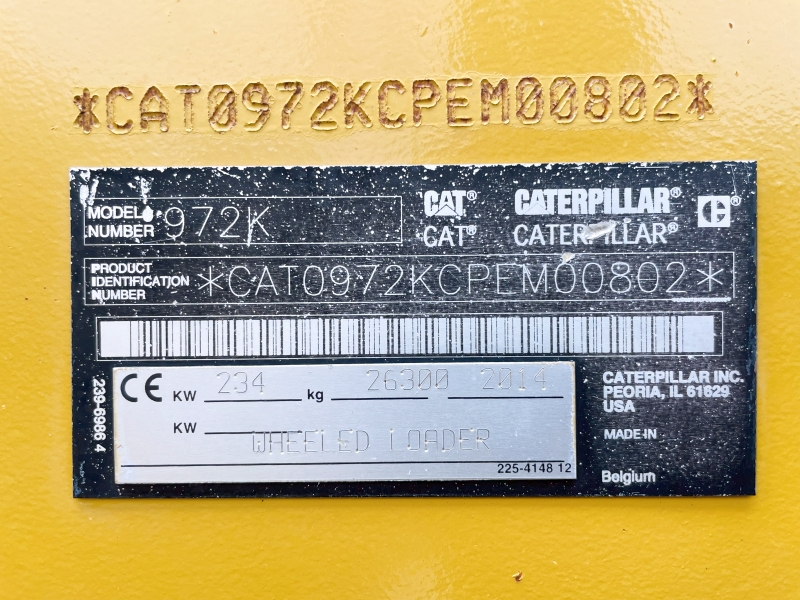 *CAT0972KCPEM00802*
MODEL
NUMBER 972K
CAT® CATERPILLAR®
CAT® CATERPILLAR®
PRODUCT
IDENTIFICATION
NUMBER *CAT0972KCPEM00802*
239-6986 4
CE KW 234 kg 26300 2014
KW
WHEELED LOADER
225-4148 12
CATERPILLAR INC.
PEORIA, IL 61629
USA
MADE-IN
Belgium